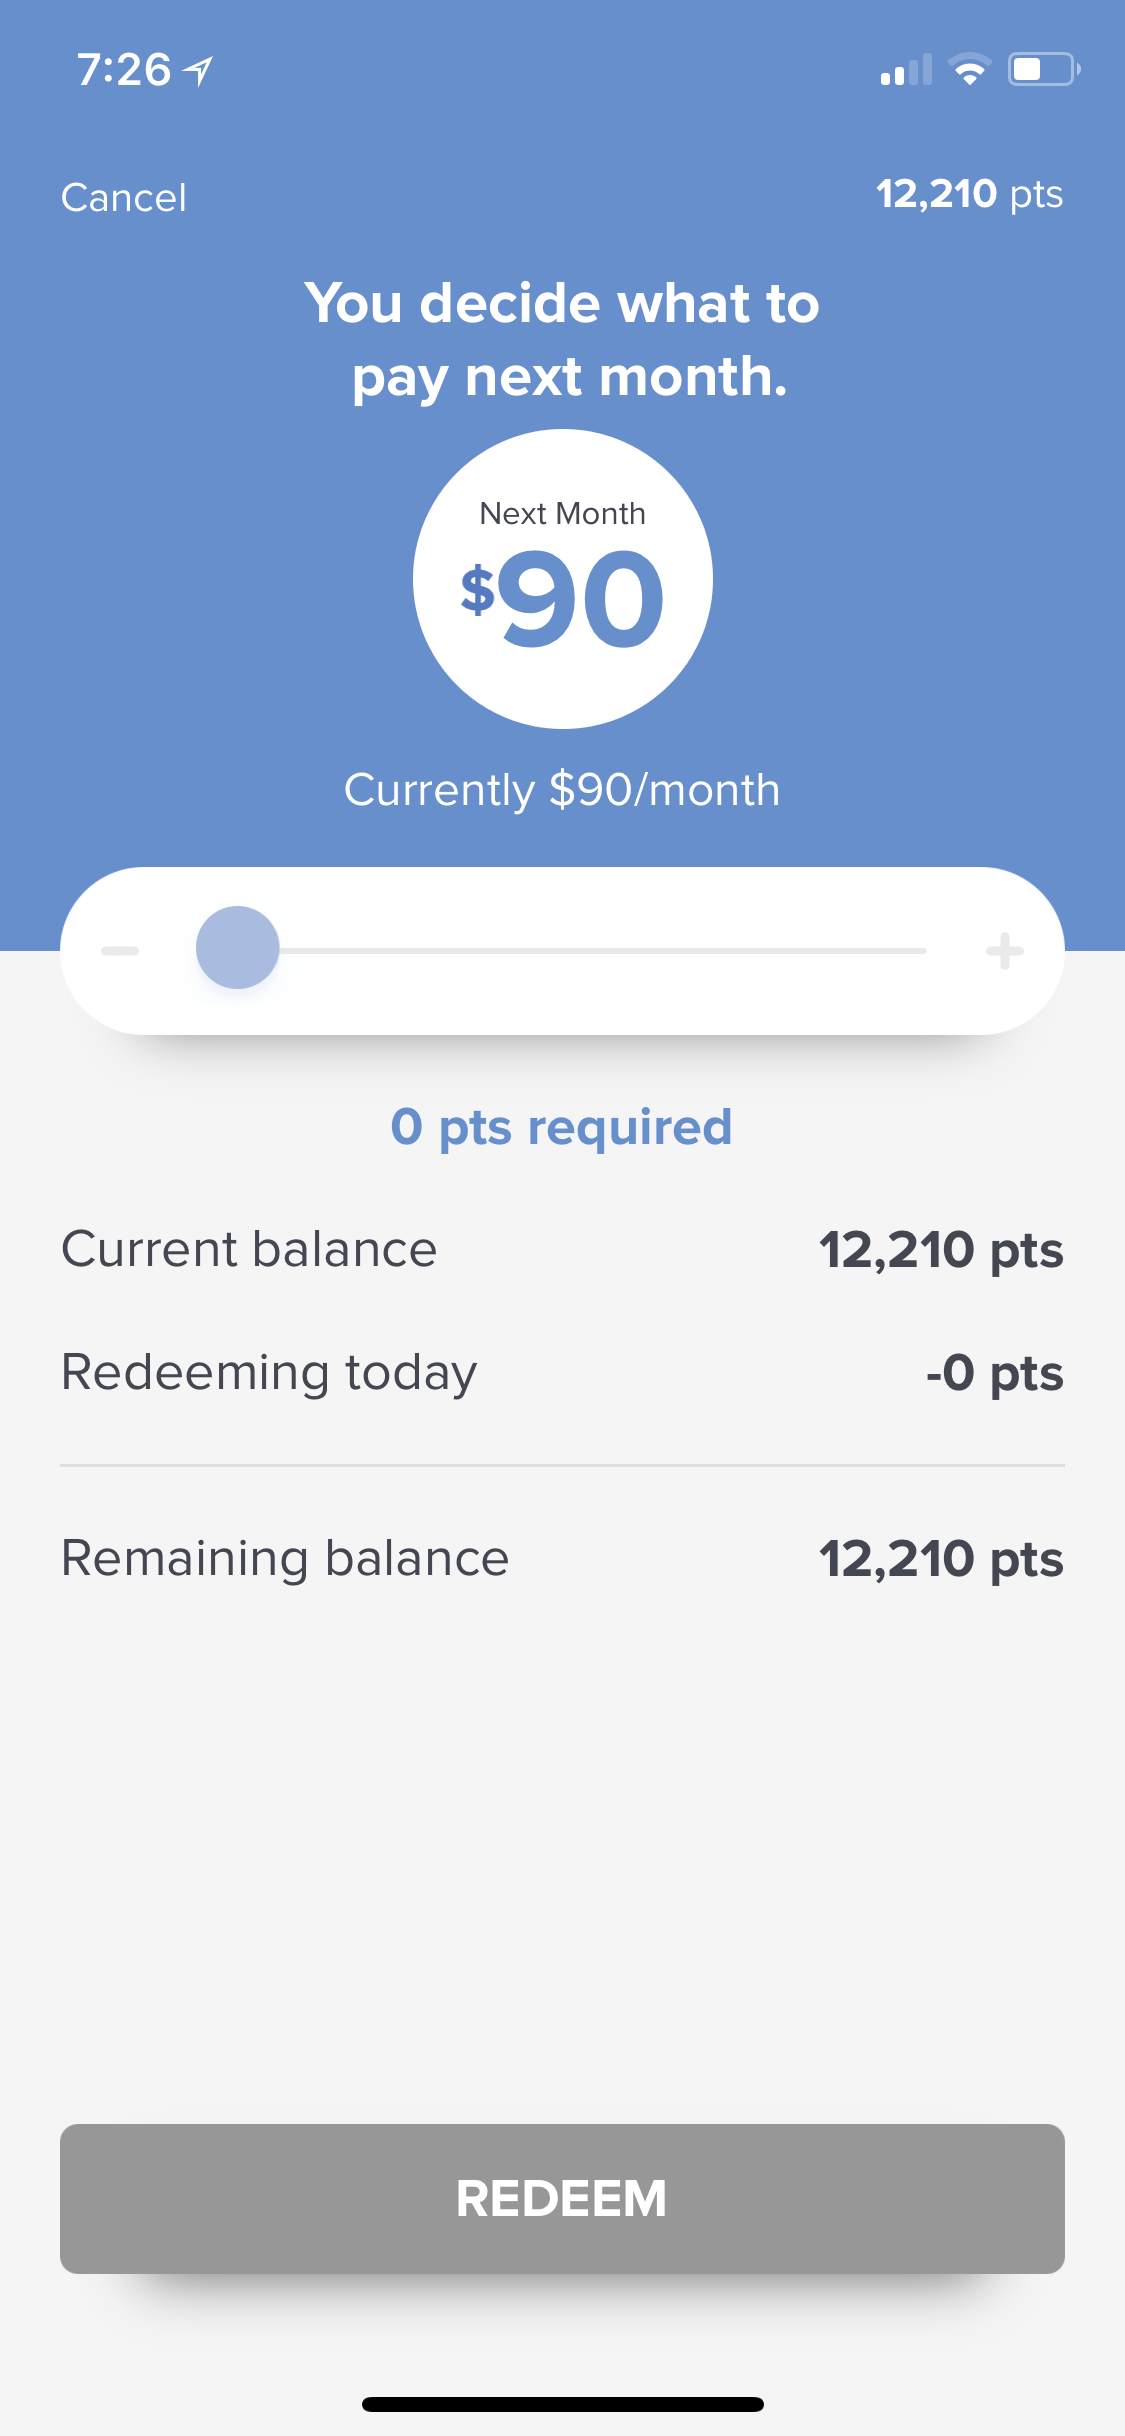 7:26
Cancel
12,210 pts
You decide what to
pay next month.
Next Month
$90
Currently $90/month
0 pts required
Current balance
12,210 pts
Redeeming today
-0 pts
Remaining balance
12,210 pts
REDEEM